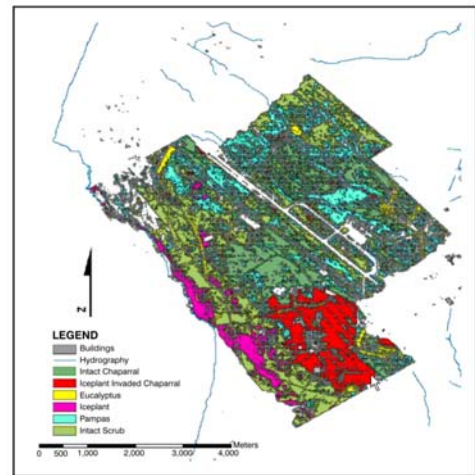 Z
LEGEND
Buildings
Hydrography
Intact Chaparral
Iceplant Invaded Chaparral
Eucalyptus
Iceplant
Pampas
Intact Scrub
Meters
0 500 1,000 2,000 3,000 4,000